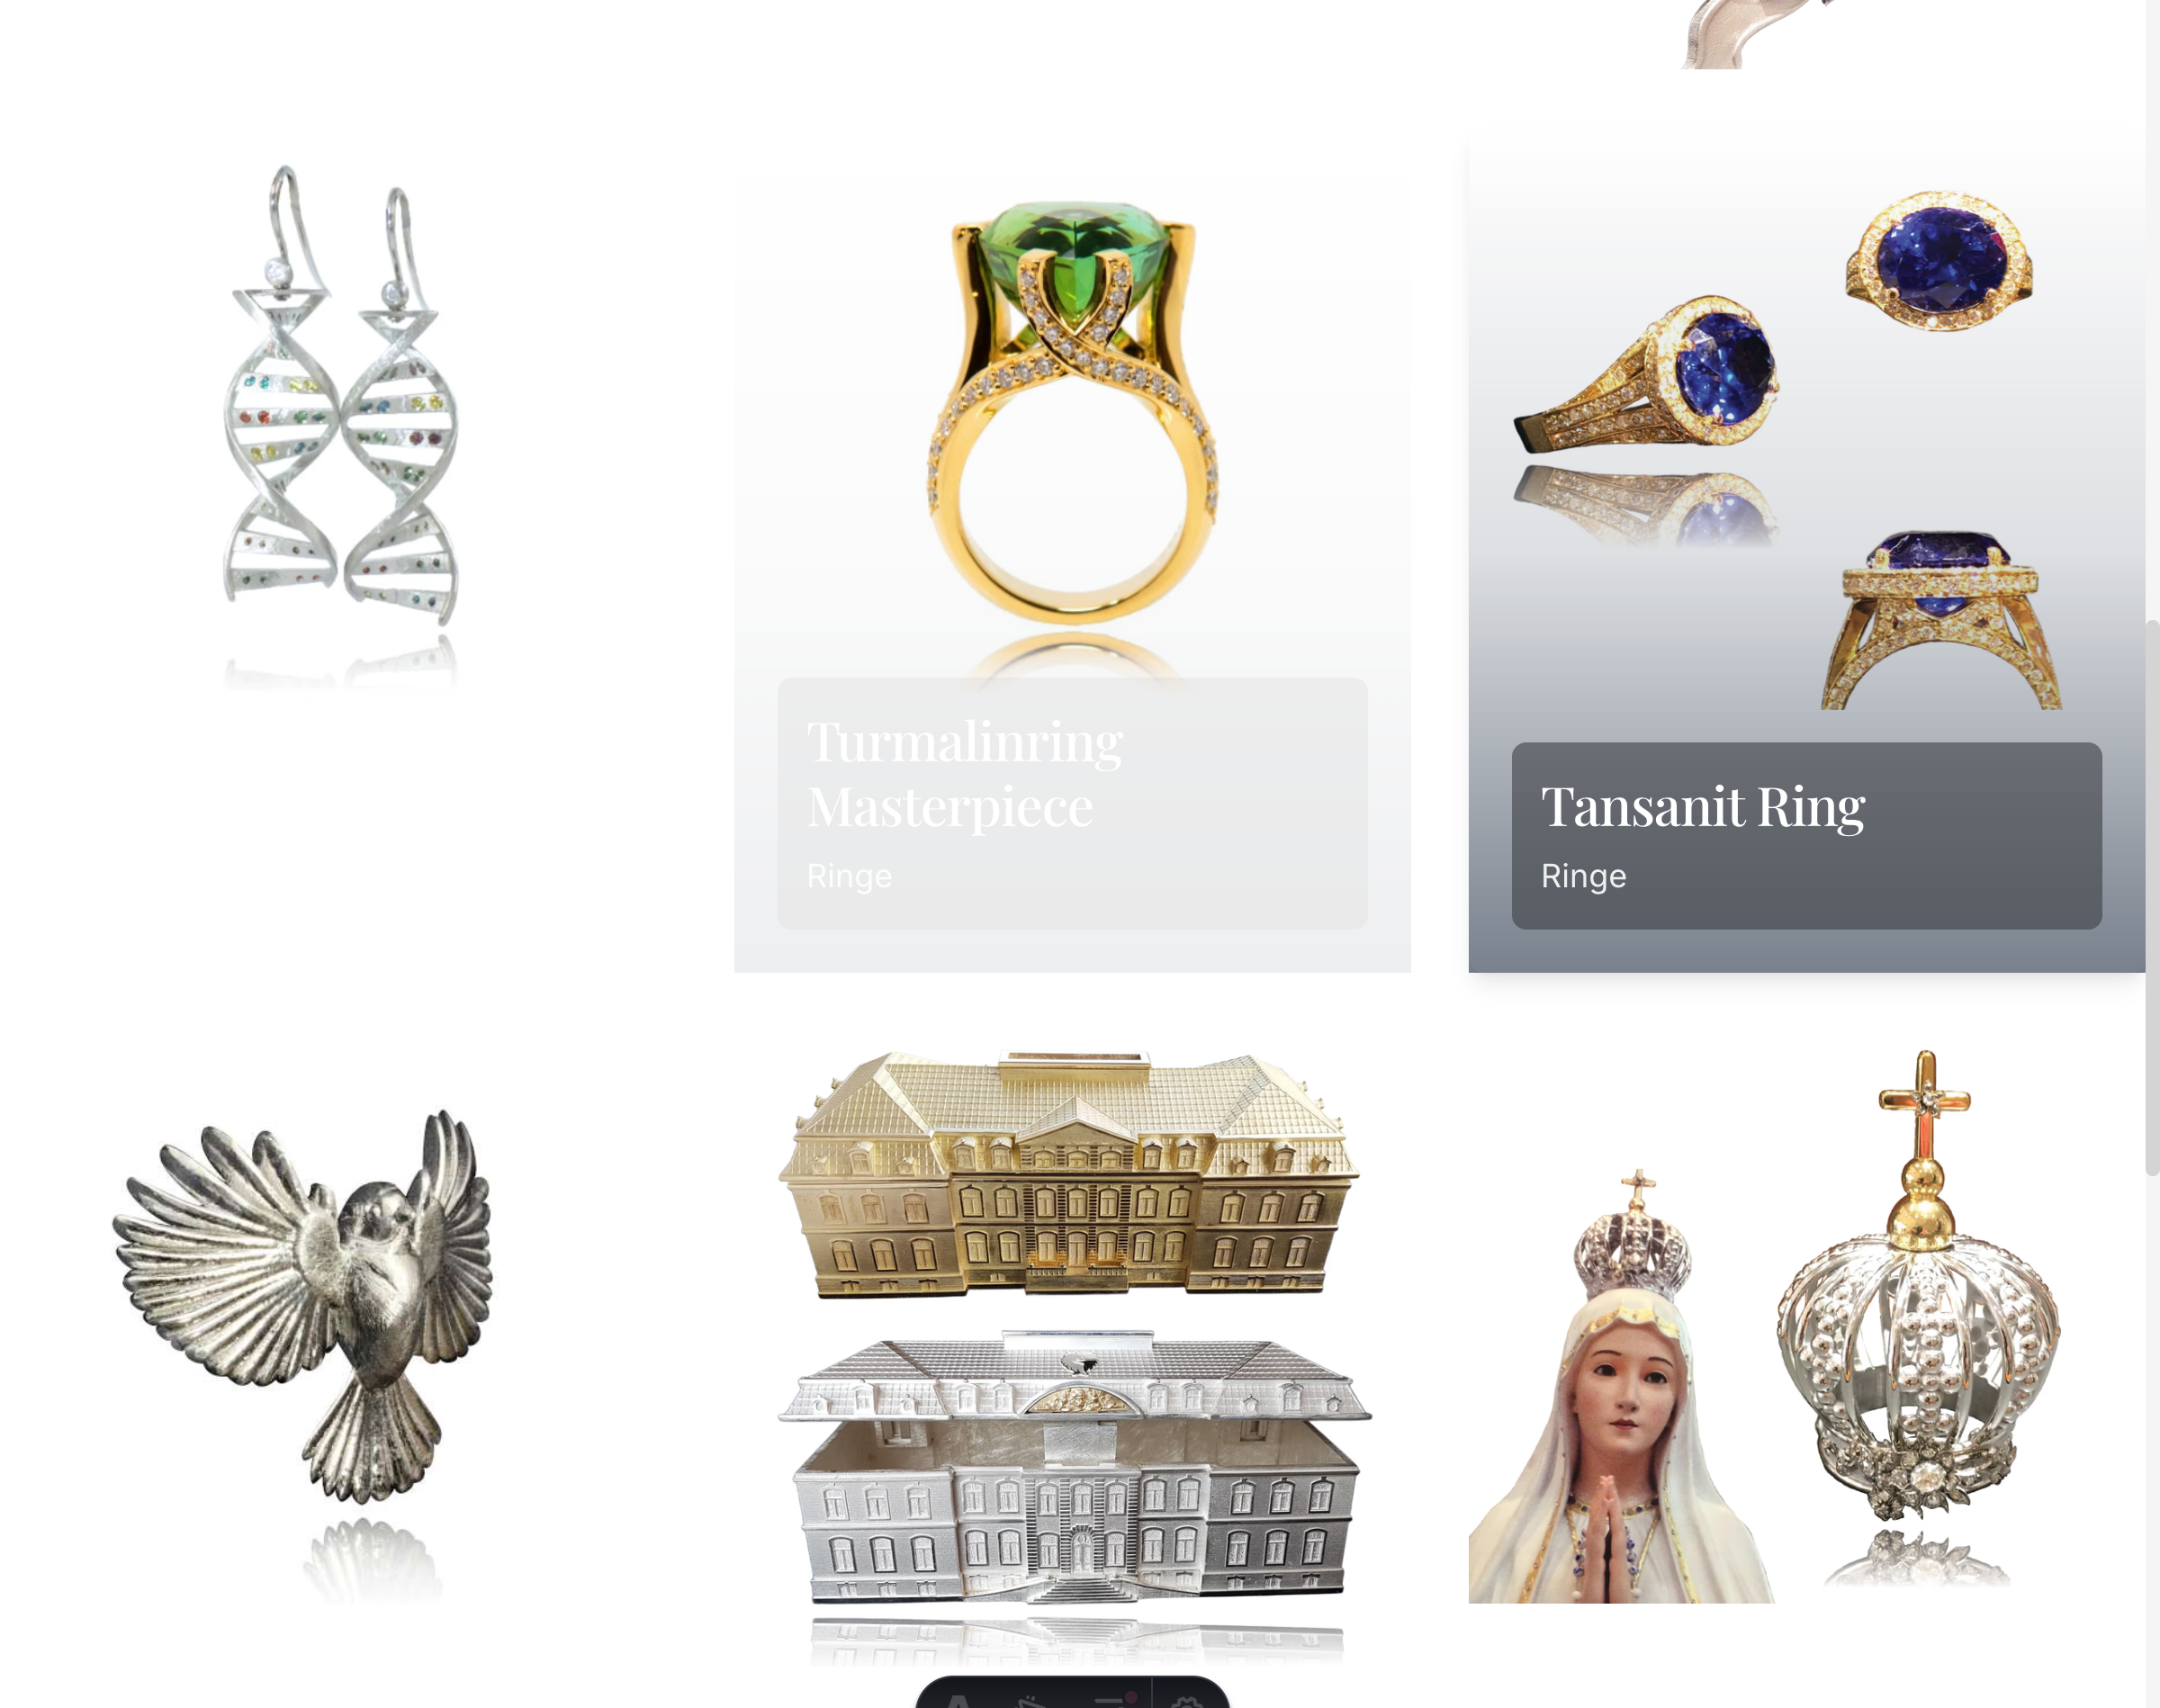 Turmalinring
Masterpiece
Ringe
Tansanit Ring
Ringe